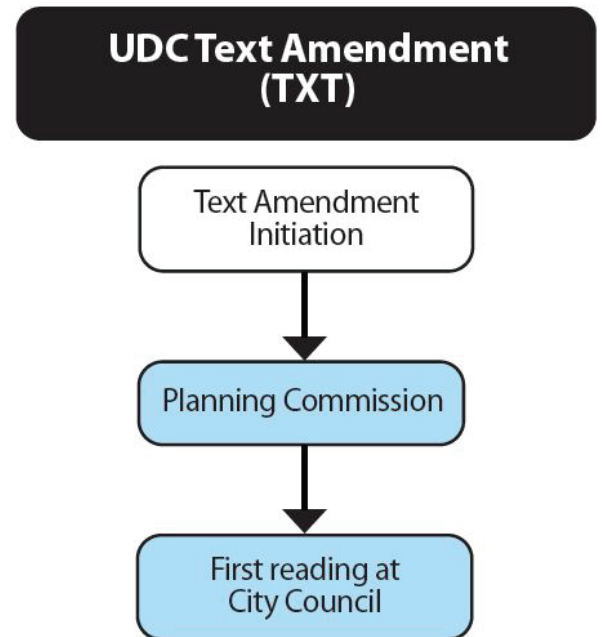 UDC Text Amendment
(TXT)
Text Amendment
Initiation
Planning Commission
First reading at
City Council